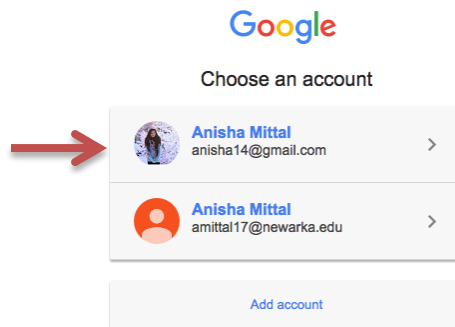 Google
Choose an account
Anisha Mittal
anisha14@gmail.com
Anisha Mittal
amittal17@newarka.edu
Add account